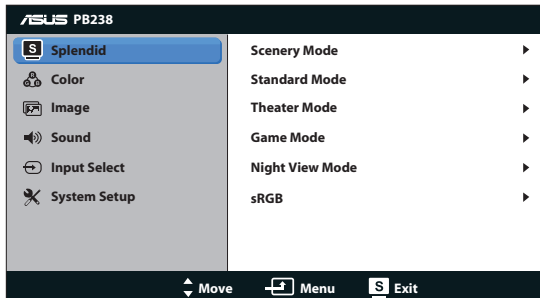 ASUS PB238
S Splendid
Color
Image
Sound
Input Select
System Setup
Scenery Mode
Standard Mode
Theater Mode
Game Mode
Night View Mode
sRGB
Move Menu S Exit